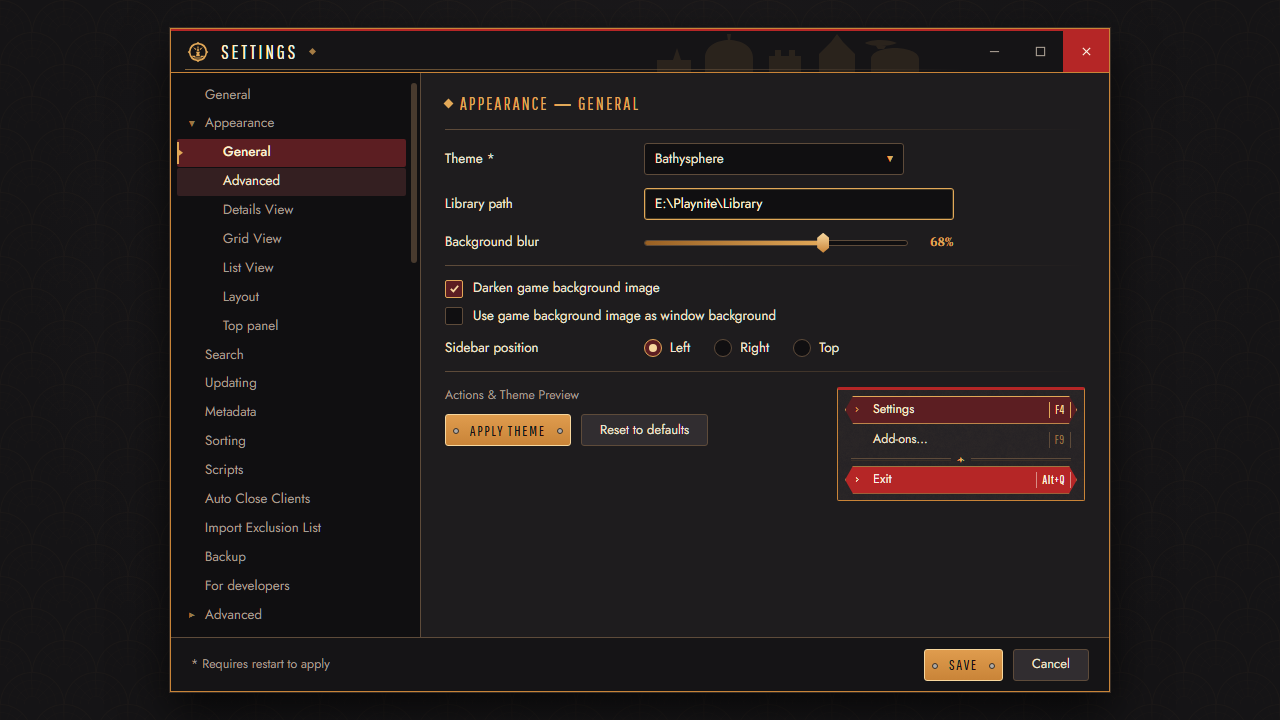 SETTINGS
General
Appearance
General
Advanced
Details View
Grid View
List View
Layout
Top panel
Search
Updating
Metadata
Sorting
Scripts
Auto Close Clients
Import Exclusion List
Backup
For developers
Advanced
APPEARANCE — GENERAL
Theme *
Bathysphere
Library path
E:\Playnite\Library
Background blur
68%
Darken game background image
Use game background image as window background
Sidebar position
Left
Right
Top
Actions & Theme Preview
APPLY THEME
Reset to defaults
Settings F4
Add-ons... F9
Exit Alt+Q
* Requires restart to apply
SAVE
Cancel